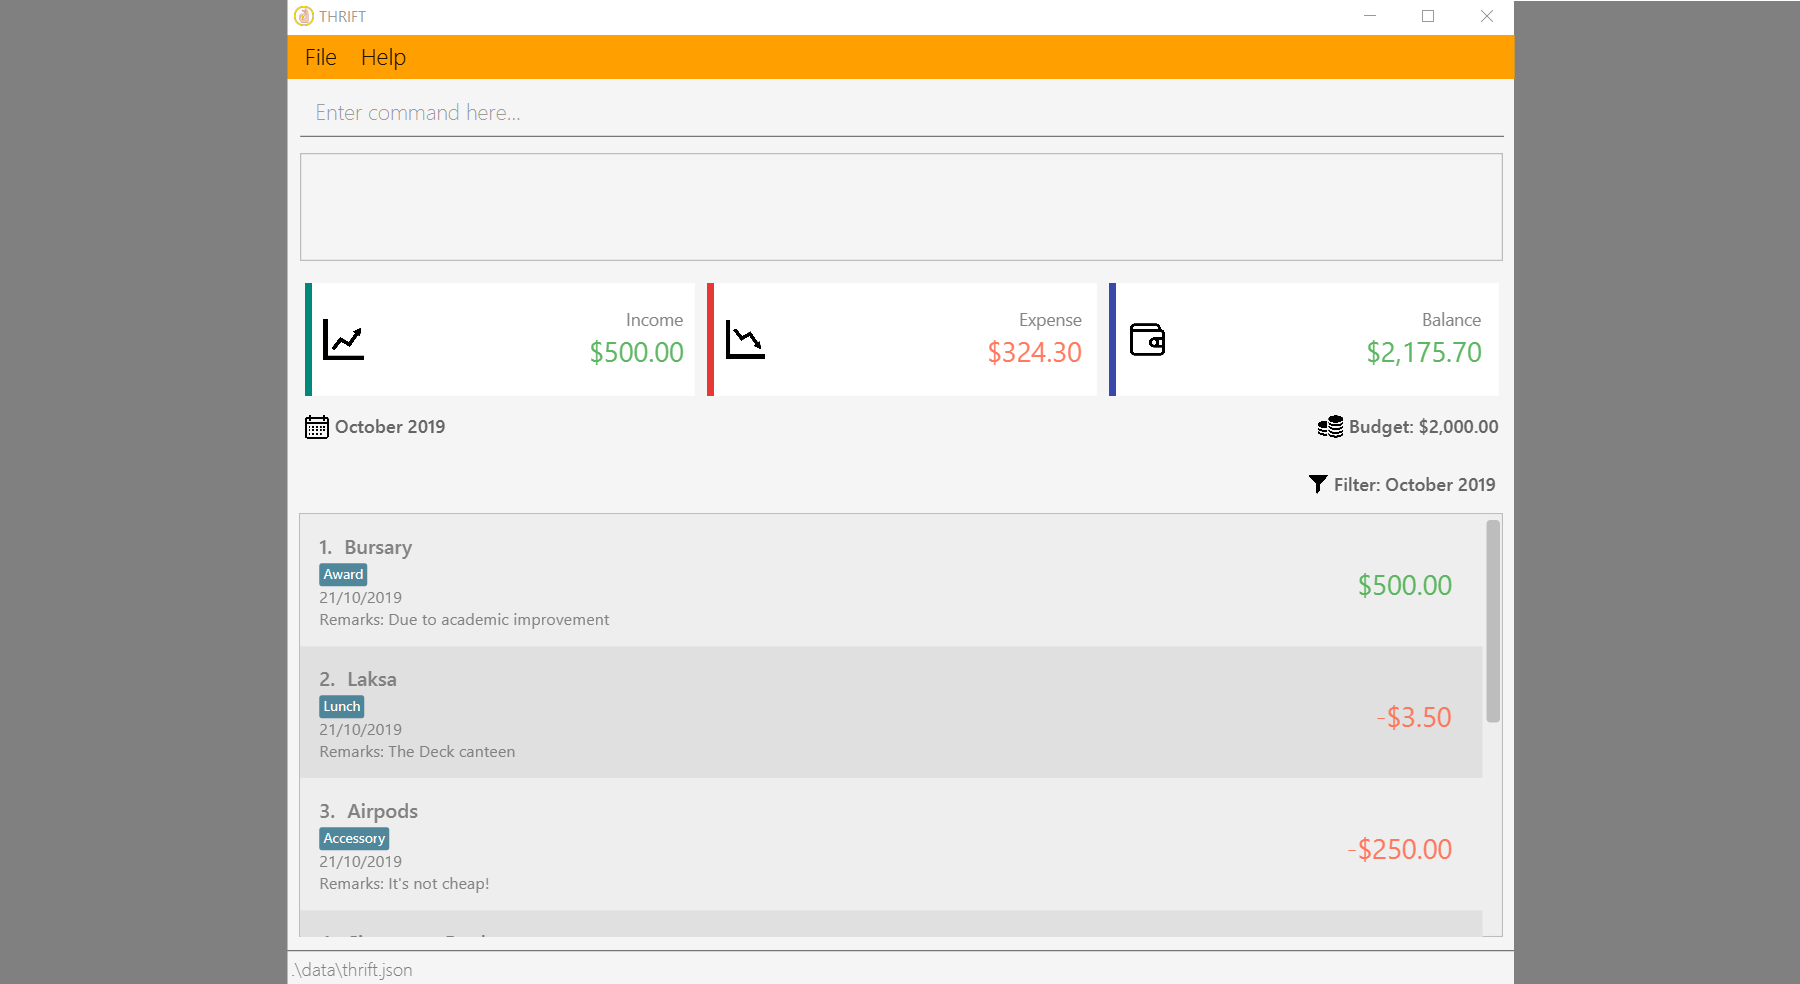 THRIFT
File Help
Enter command here...
Income
$500.00
Expense
$324.30
Balance
$2,175.70
October 2019
Budget: $2,000.00
Filter: October 2019
1. Bursary
Award
21/10/2019
Remarks: Due to academic improvement
$500.00
2. Laksa
Lunch
21/10/2019
Remarks: The Deck canteen
-$3.50
3. Airpods
Accessory
21/10/2019
Remarks: It's not cheap!
-$250.00
.\data\thrift.json